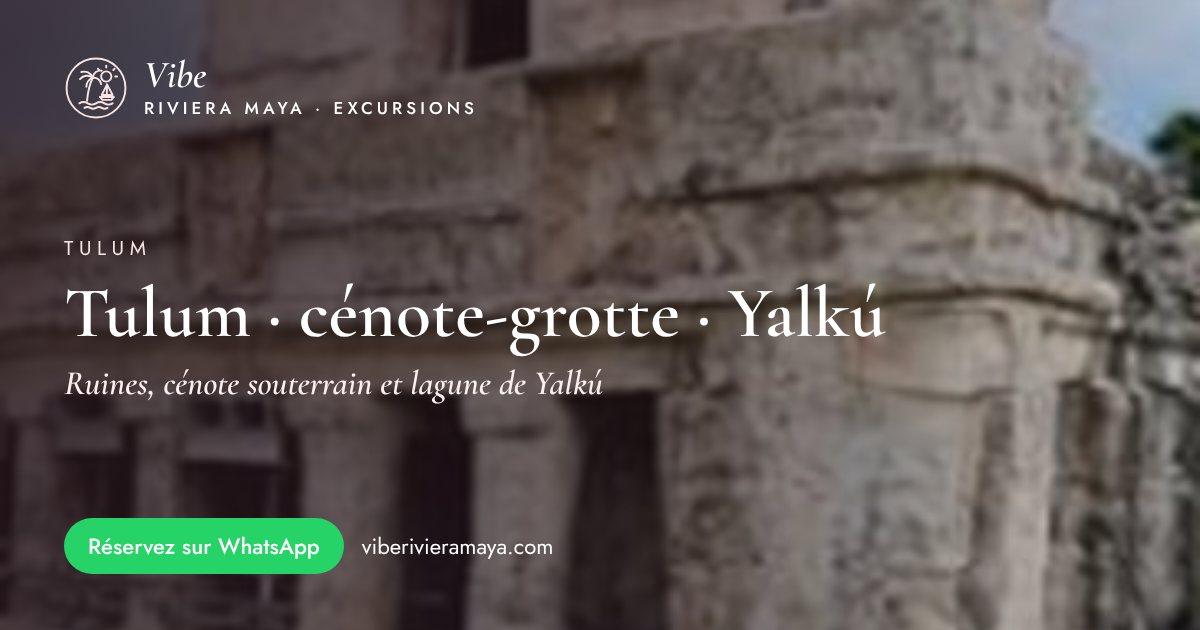 Vibe
RIVIERA MAYA · EXCURSIONS
TULUM
Tulum · cénote-grotte · Yalkú
Ruines, cénote souterrain et lagune de Yalkú
Réservez sur WhatsApp
viberivieramaya.com